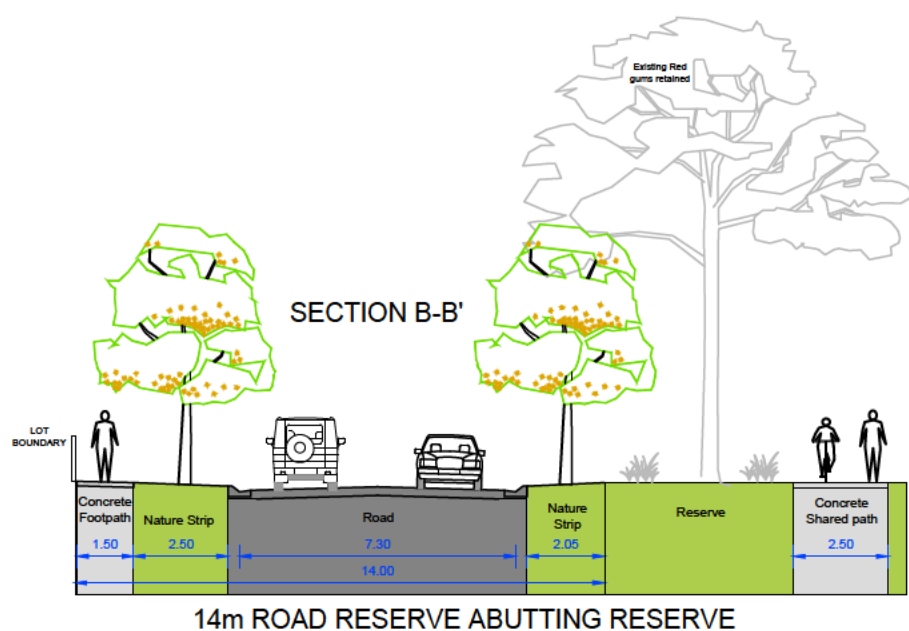 Existing Red
gums retained
SECTION B-B'
LOT
BOUNDARY
Concrete
Footpath
Nature Strip
Road
Nature
Strip
Reserve
Concrete
Shared path
1.50
2.50
7.30
2.05
2.50
14.00
14m ROAD RESERVE ABUTTING RESERVE